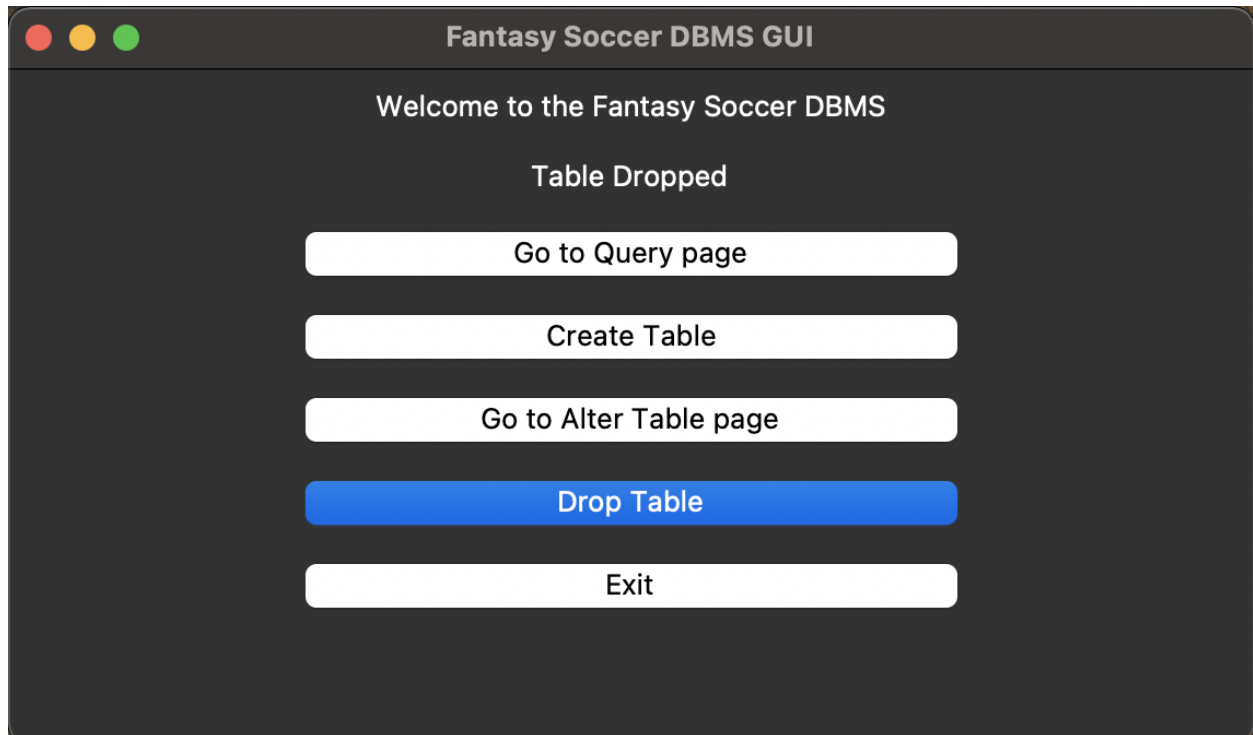 Fantasy Soccer DBMS GUI
Welcome to the Fantasy Soccer DBMS
Table Dropped
Go to Query page
Create Table
Go to Alter Table page
Drop Table
Exit